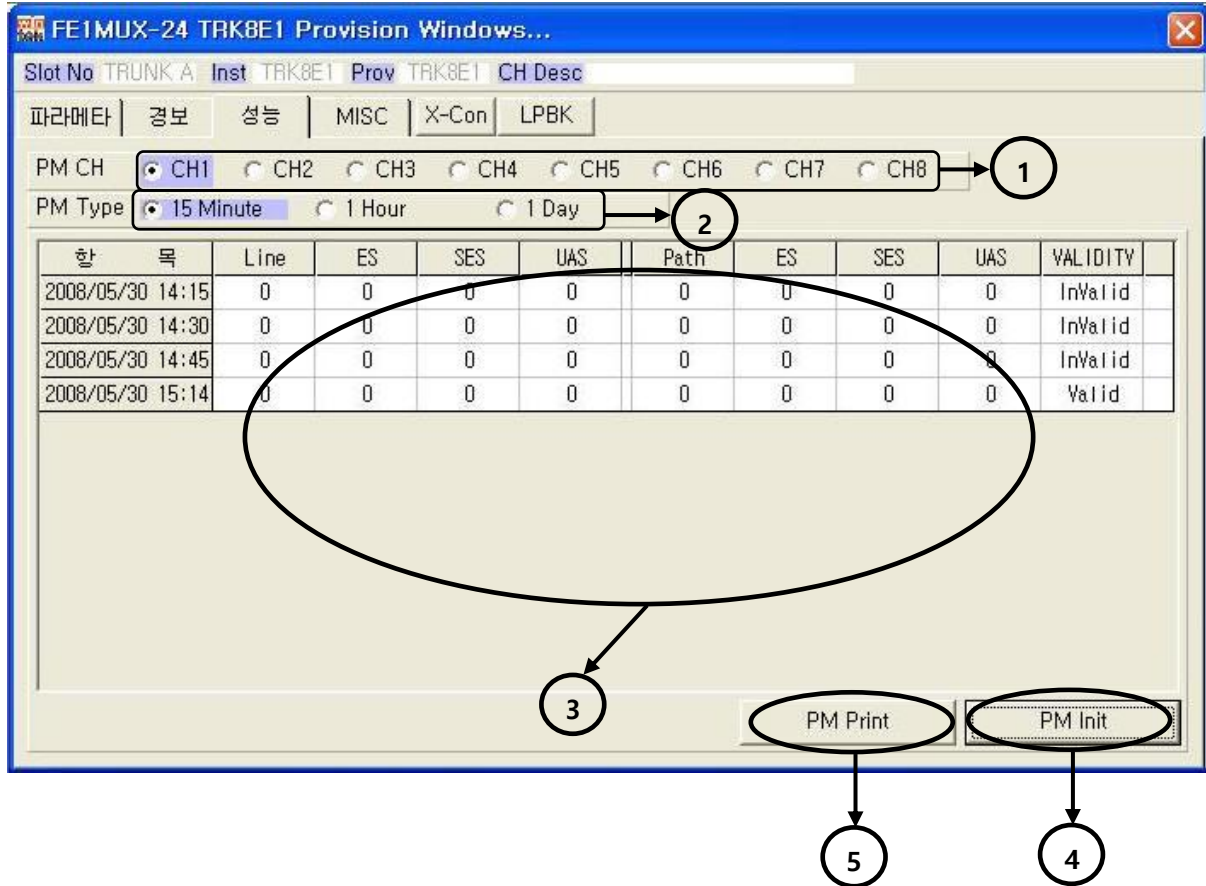 FE1MUX-24 TRK8E1 Provision Windows...
Slot No TRUNK A Inst TRK8E1 Prov TRK8E1 CH Desc
파라메타 경보 성능 MISC X-Con LPBK
PM CH CH1 CH2 CH3 CH4 CH5 CH6 CH7 CH8 1
PM Type 15 Minute 1 Hour 1 Day 2
항 목 Line ES SES UAS Path ES SES UAS VALIDITY
2008/05/30 14:15 0 0 0 0 0 0 0 0 InValid
2008/05/30 14:30 0 0 0 0 0 0 0 0 InValid
2008/05/30 14:45 0 0 0 0 0 0 0 0 InValid
2008/05/30 15:14 0 0 0 0 0 0 0 0 Valid
3
PM Print PM Init
5 4